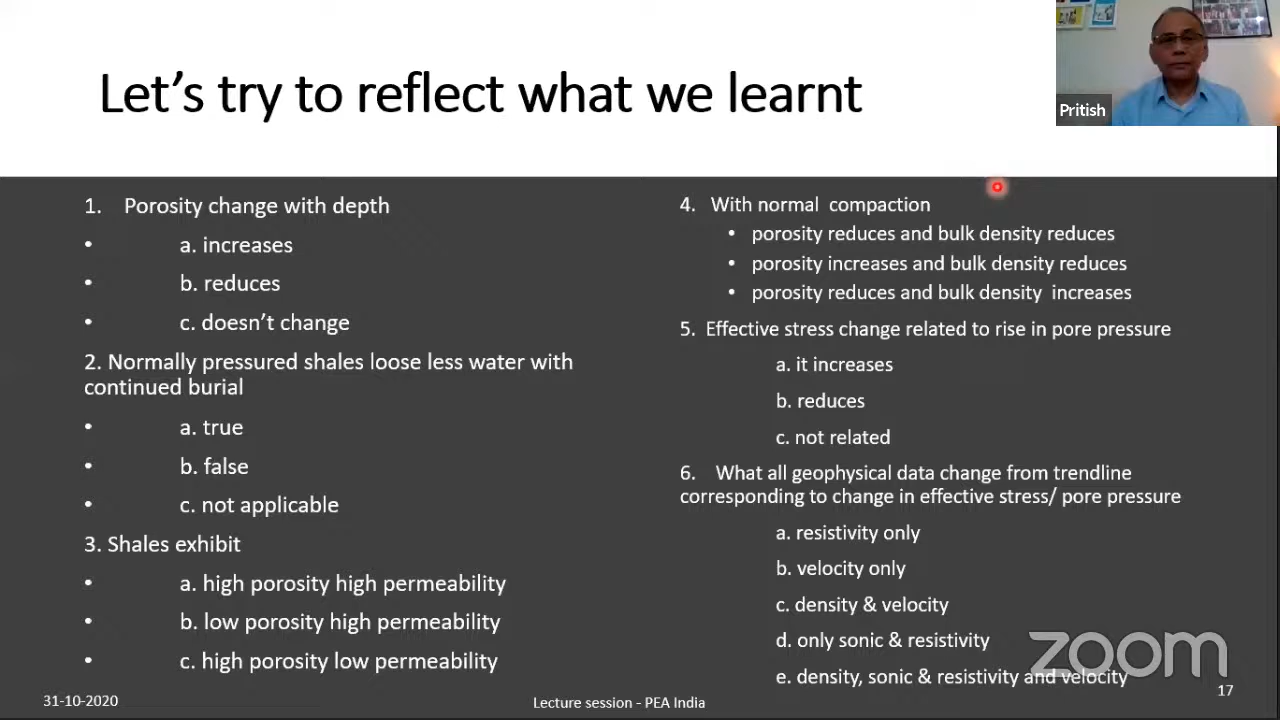 Let's try to reflect what we learnt
Pritish
1. Porosity change with depth
• a. increases
• b. reduces
• c. doesn't change
2. Normally pressured shales loose less water with
continued burial
• a. true
• b. false
• c. not applicable
3. Shales exhibit
• a. high porosity high permeability
• b. low porosity high permeability
• c. high porosity low permeability
4. With normal compaction
• porosity reduces and bulk density reduces
• porosity increases and bulk density reduces
• porosity reduces and bulk density increases
5. Effective stress change related to rise in pore pressure
a. it increases
b. reduces
c. not related
6. What all geophysical data change from trendline
corresponding to change in effective stress/ pore pressure
a. resistivity only
b. velocity only
c. density & velocity
d. only sonic & resistivity
e. density, sonic & resistivity and velocity
zoom
31-10-2020
Lecture session - PEA India
17